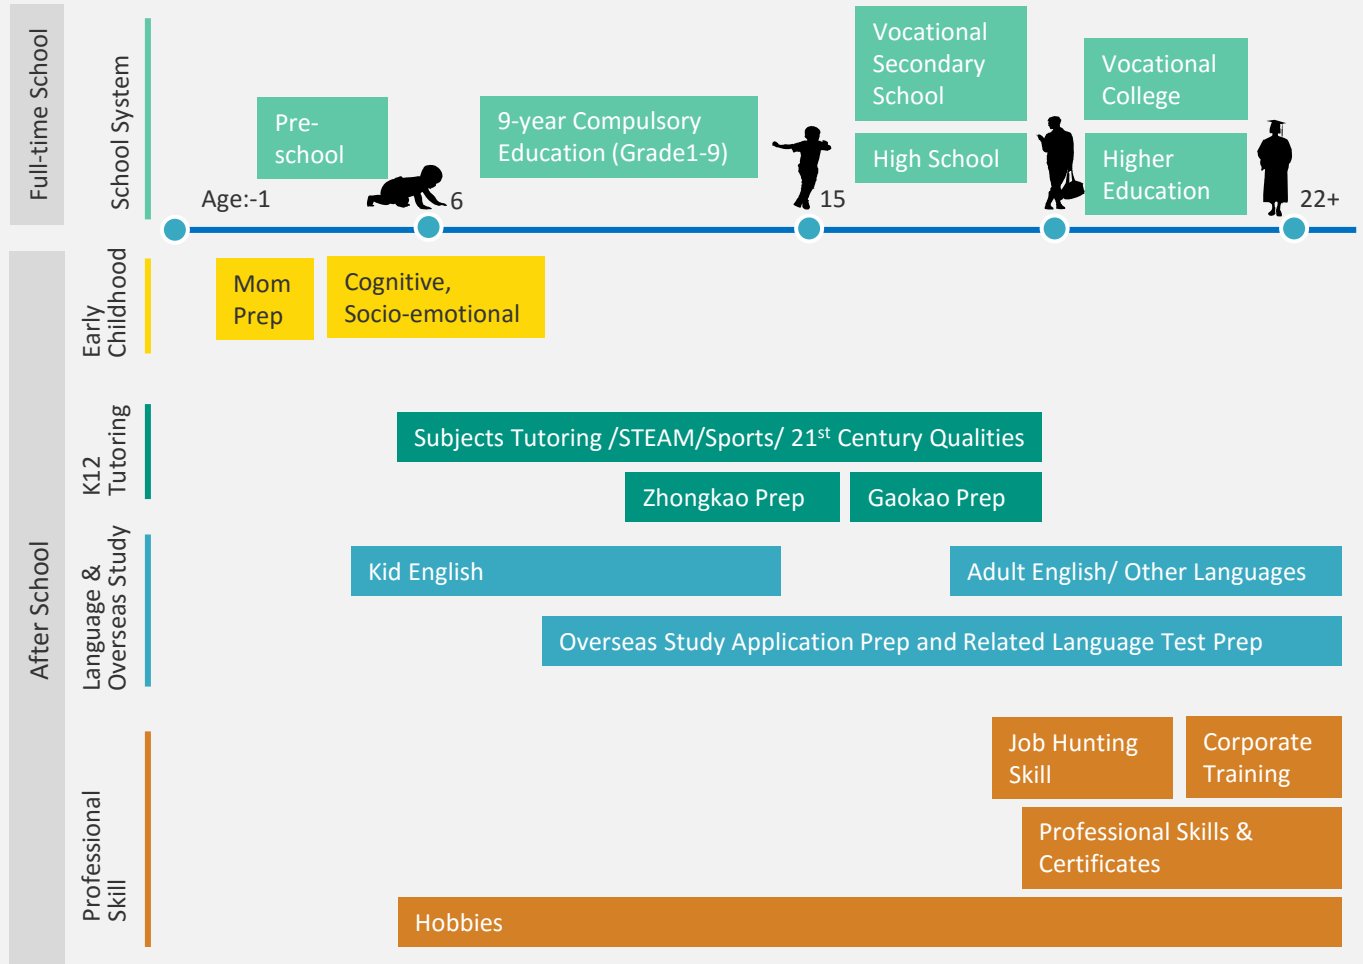 Full-time School
School System
Pre-
school
9-year Compulsory
Education (Grade1-9)
Vocational
Secondary
School
High School
Vocational
College
Higher
Education
Age:-1
6
15
22+
After School
Early
Childhood
Mom
Prep
Cognitive,
Socio-emotional
K12
Tutoring
Subjects Tutoring /STEAM/Sports/ 21st Century Qualities
Zhongkao Prep
Gaokao Prep
Language &
Overseas Study
Kid English
Adult English/ Other Languages
Overseas Study Application Prep and Related Language Test Prep
Professional
Skill
Job Hunting
Skill
Corporate
Training
Professional Skills &
Certificates
Hobbies